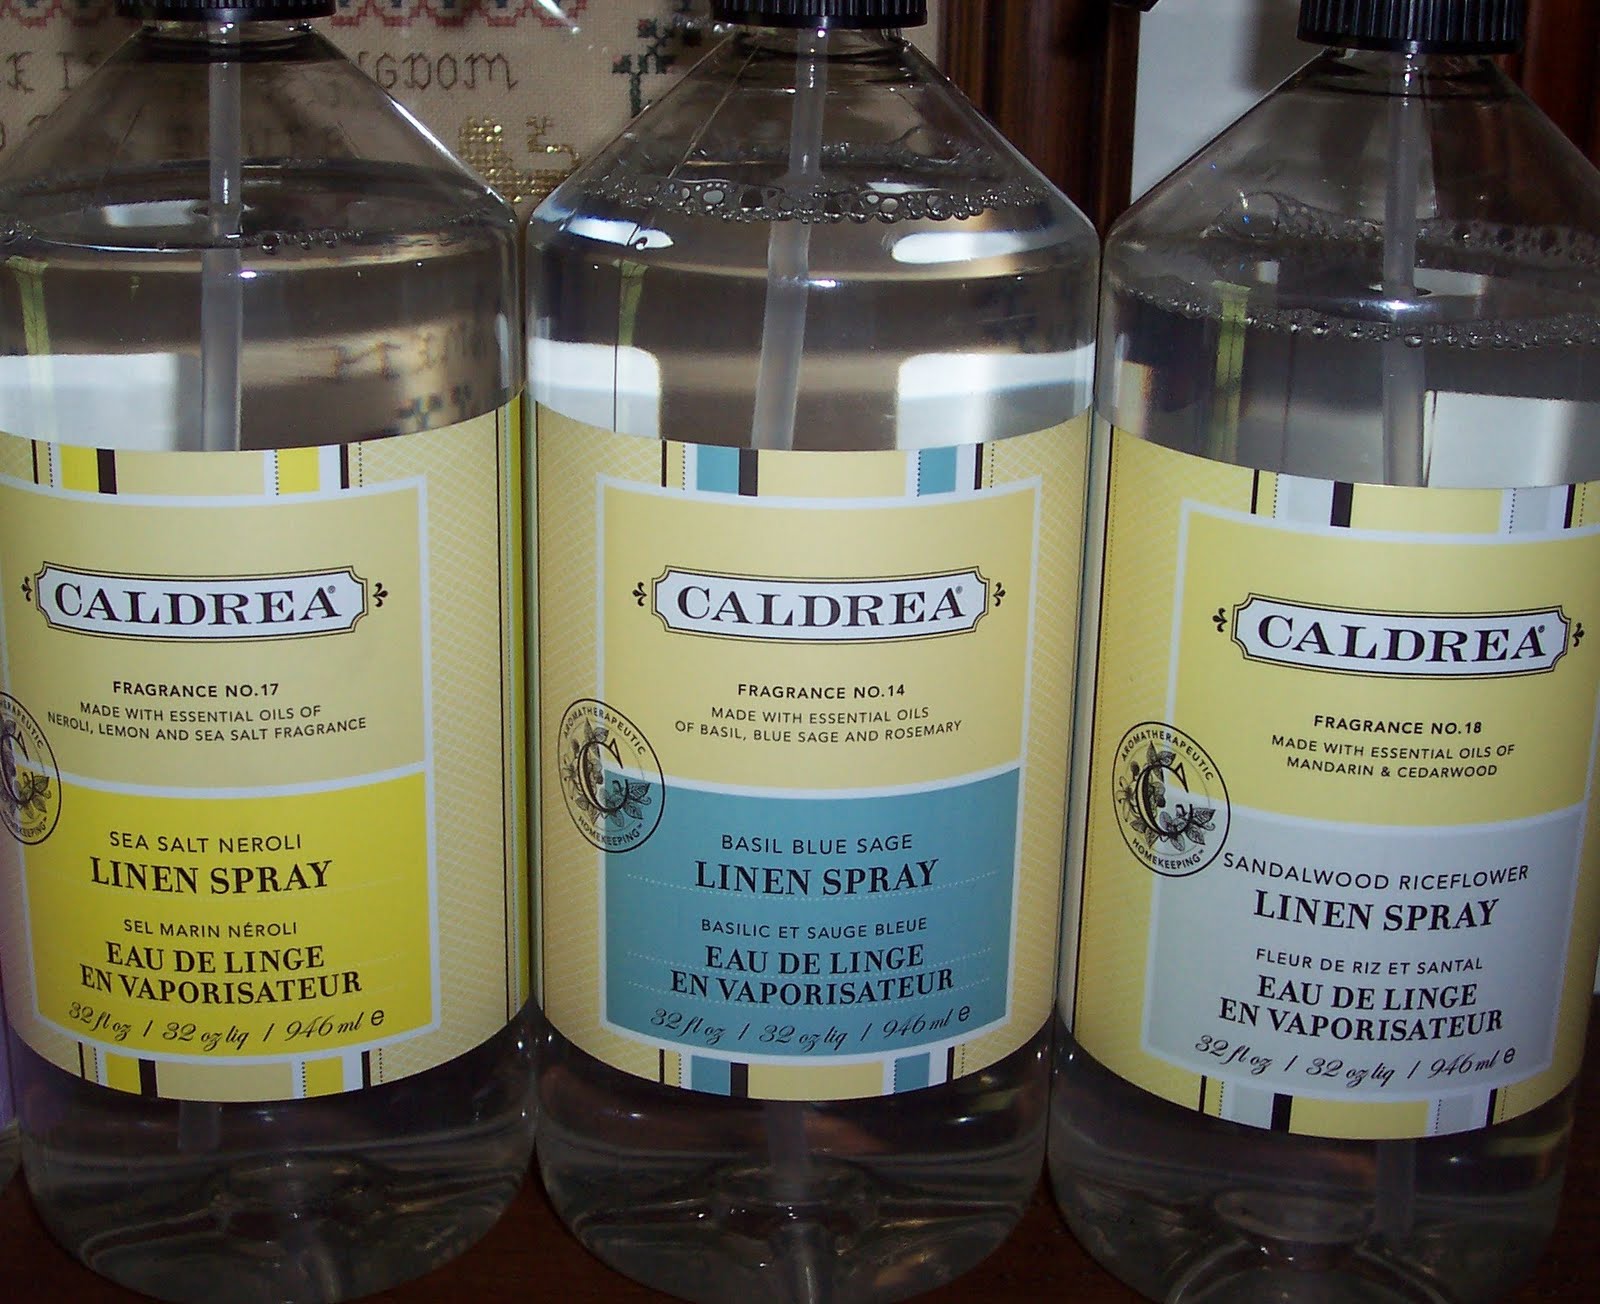 GDOM
CALDREA®
FRAGRANCE NO.17
MADE WITH ESSENTIAL OILS OF
NEROLI, LEMON AND SEA SALT FRAGRANCE
SEA SALT NEROLI
LINEN SPRAY
SEL MARIN NÉROLI
EAU DE LINGE
EN VAPORISATEUR
32 fl oz / 32 oz liq / 946 ml e
CALDREA®
FRAGRANCE NO.14
MADE WITH ESSENTIAL OILS
OF BASIL, BLUE SAGE AND ROSEMARY
AROMATHERAPEUTIC
C
HOMEKEEPING™
BASIL BLUE SAGE
LINEN SPRAY
BASILIC ET SAUGE BLEUE
EAU DE LINGE
EN VAPORISATEUR
32 fl oz / 32 oz liq / 946 ml e
CALDREA®
FRAGRANCE NO.18
MADE WITH ESSENTIAL OILS OF
MANDARIN & CEDARWOOD
AROMATHERAPEUTIC
C
HOMEKEEPING™
SANDALWOOD RICEFLOWER
LINEN SPRAY
FLEUR DE RIZ ET SANTAL
EAU DE LINGE
EN VAPORISATEUR
32 fl oz / 32 oz liq / 946 ml e